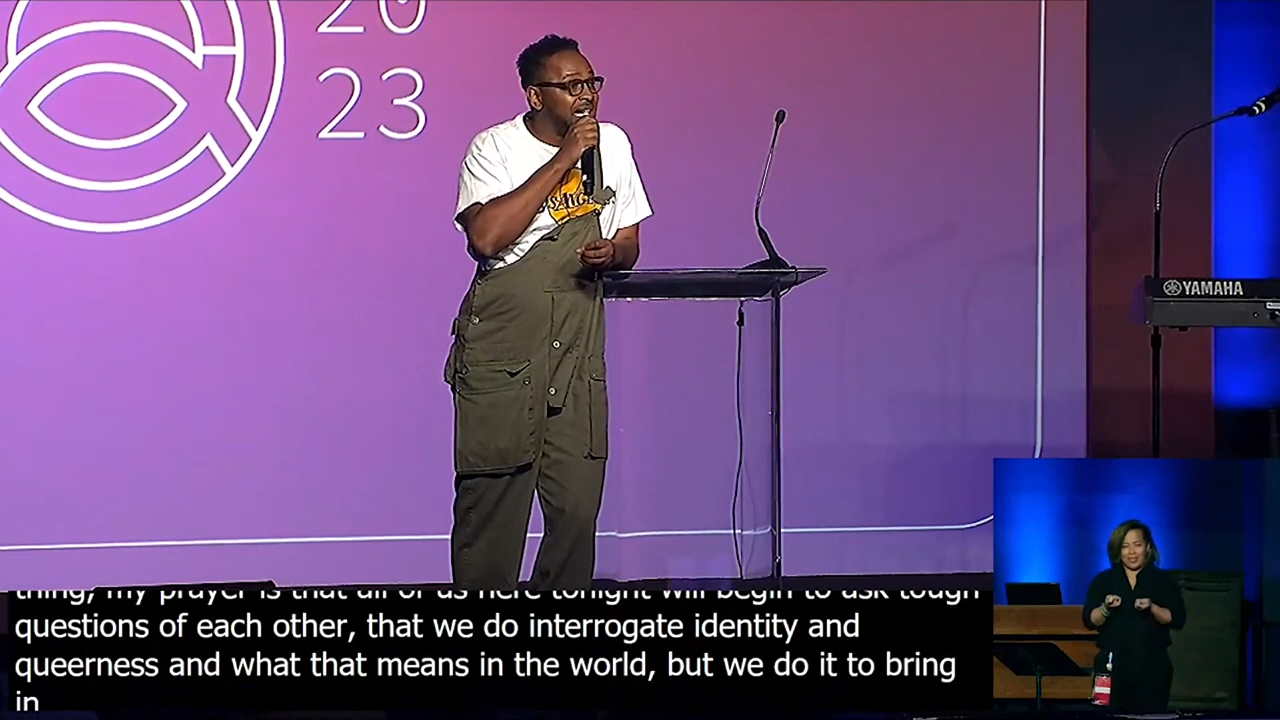 20
23
YAMAHA
thing, my prayer is that all of us here tonight will begin to ask tough
questions of each other, that we do interrogate identity and
queerness and what that means in the world, but we do it to bring
in